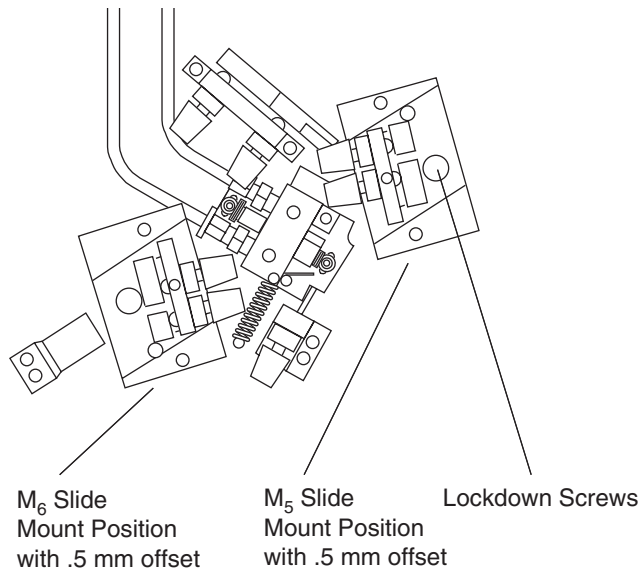 M₆ Slide
Mount Position
with .5 mm offset
M₅ Slide
Mount Position
with .5 mm offset
Lockdown Screws